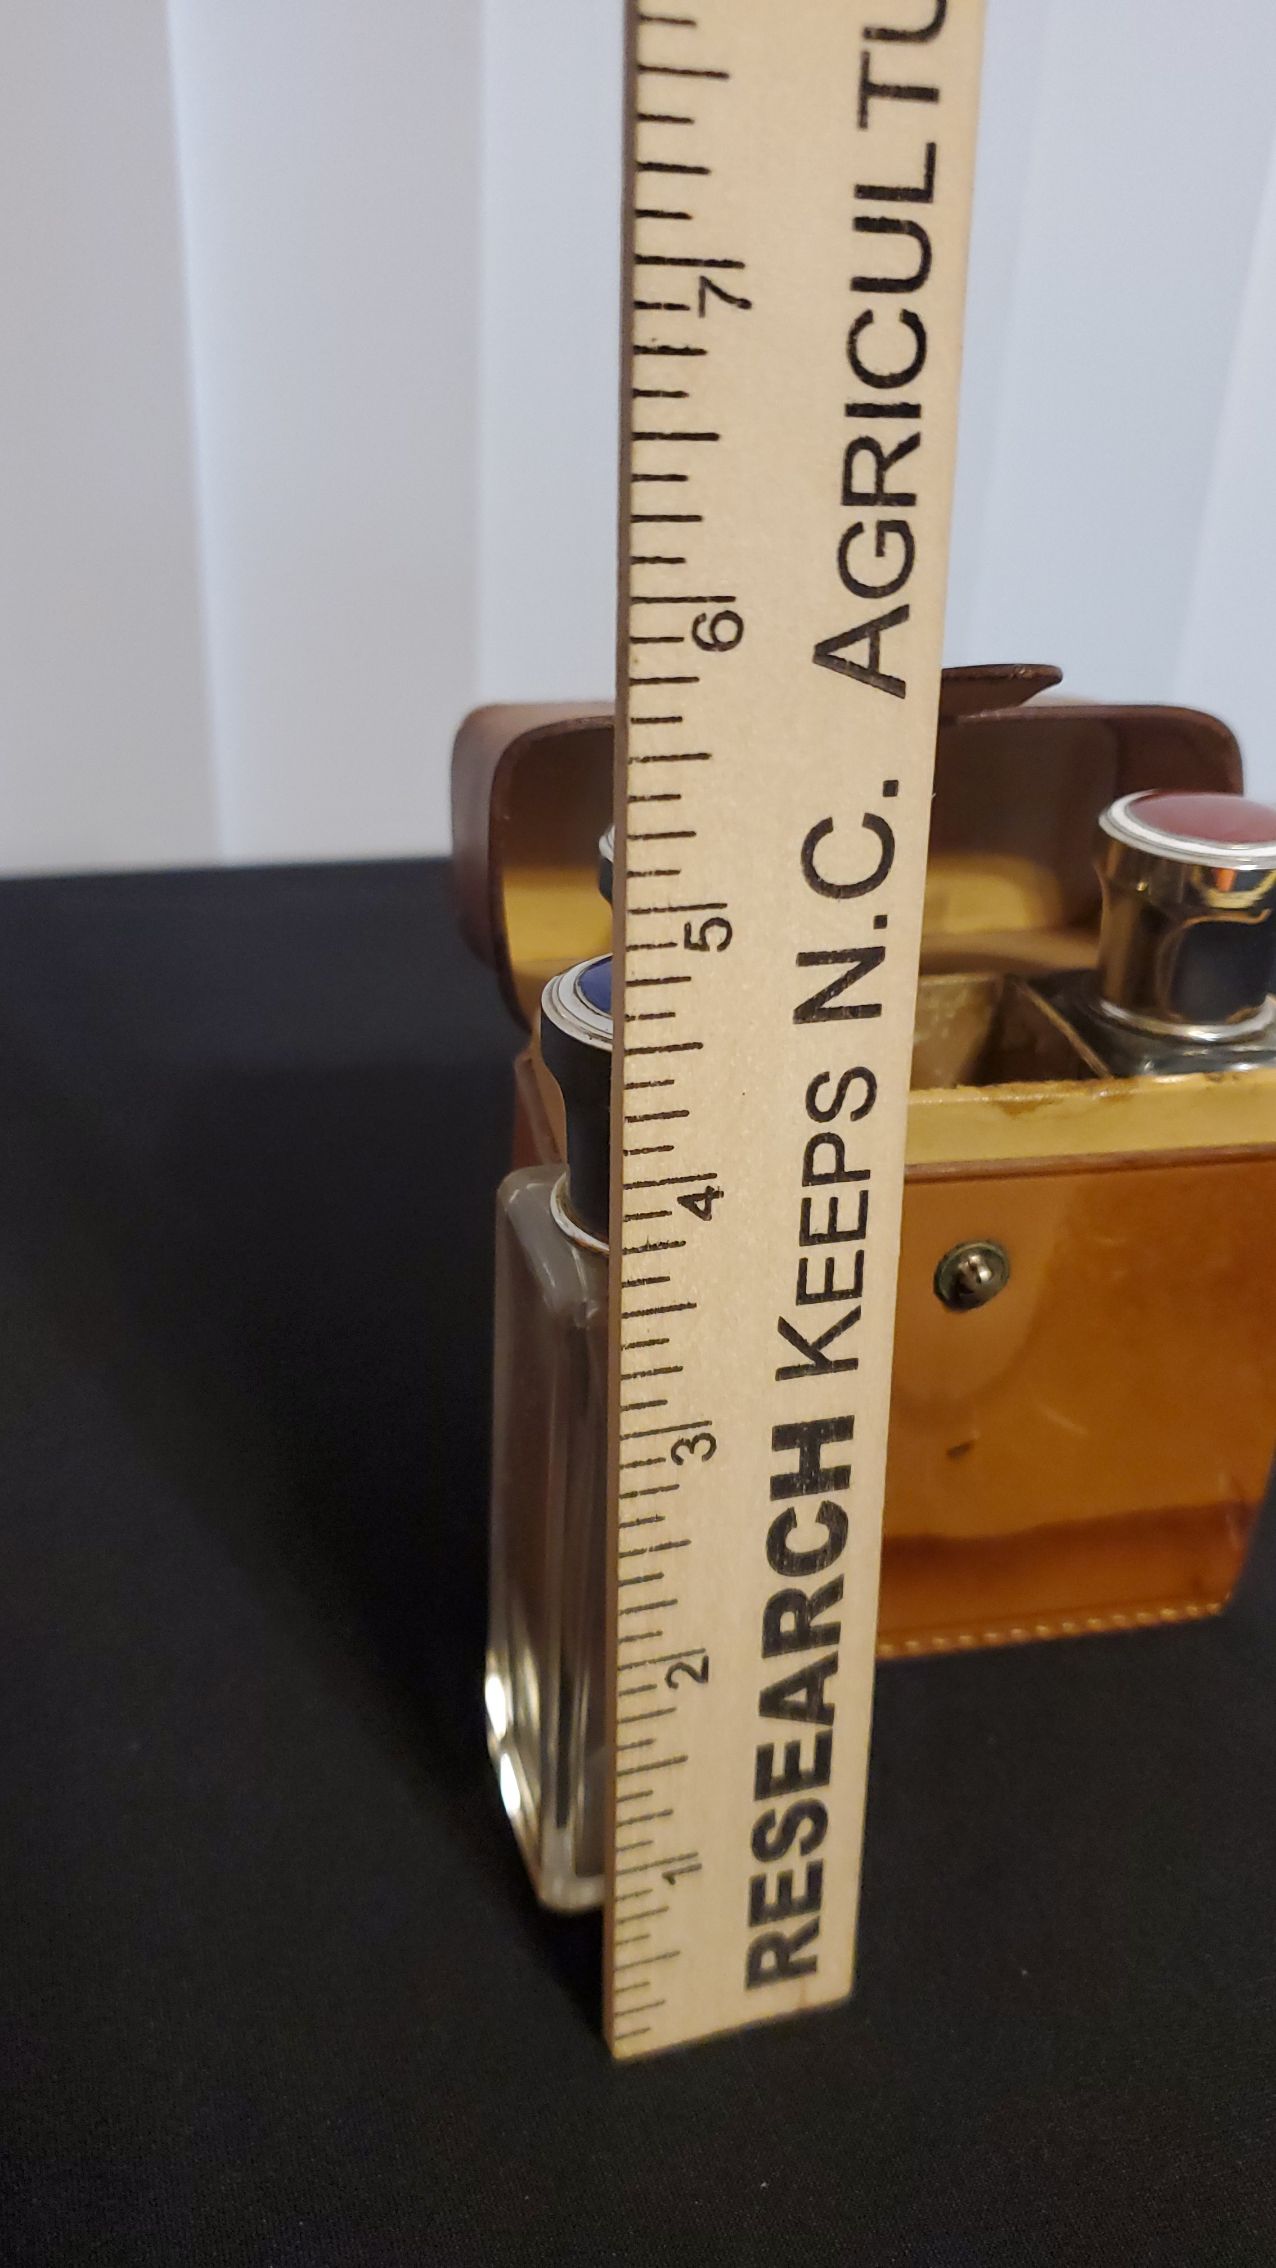 RESEARCH KEEPS N.C. AGRICULTU
1 2 3 4 5 6 7